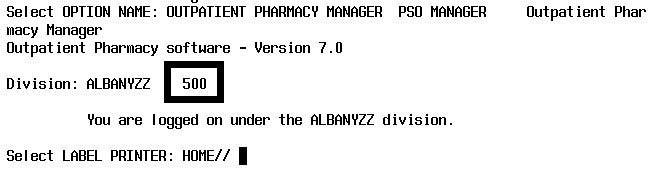 Select OPTION NAME: OUTPATIENT PHARMACY MANAGER  PSO MANAGER     Outpatient Phar
macy Manager
Outpatient Pharmacy software - Version 7.0
Division: ALBANYZZ   500
You are logged on under the ALBANYZZ division.
Select LABEL PRINTER: HOME//